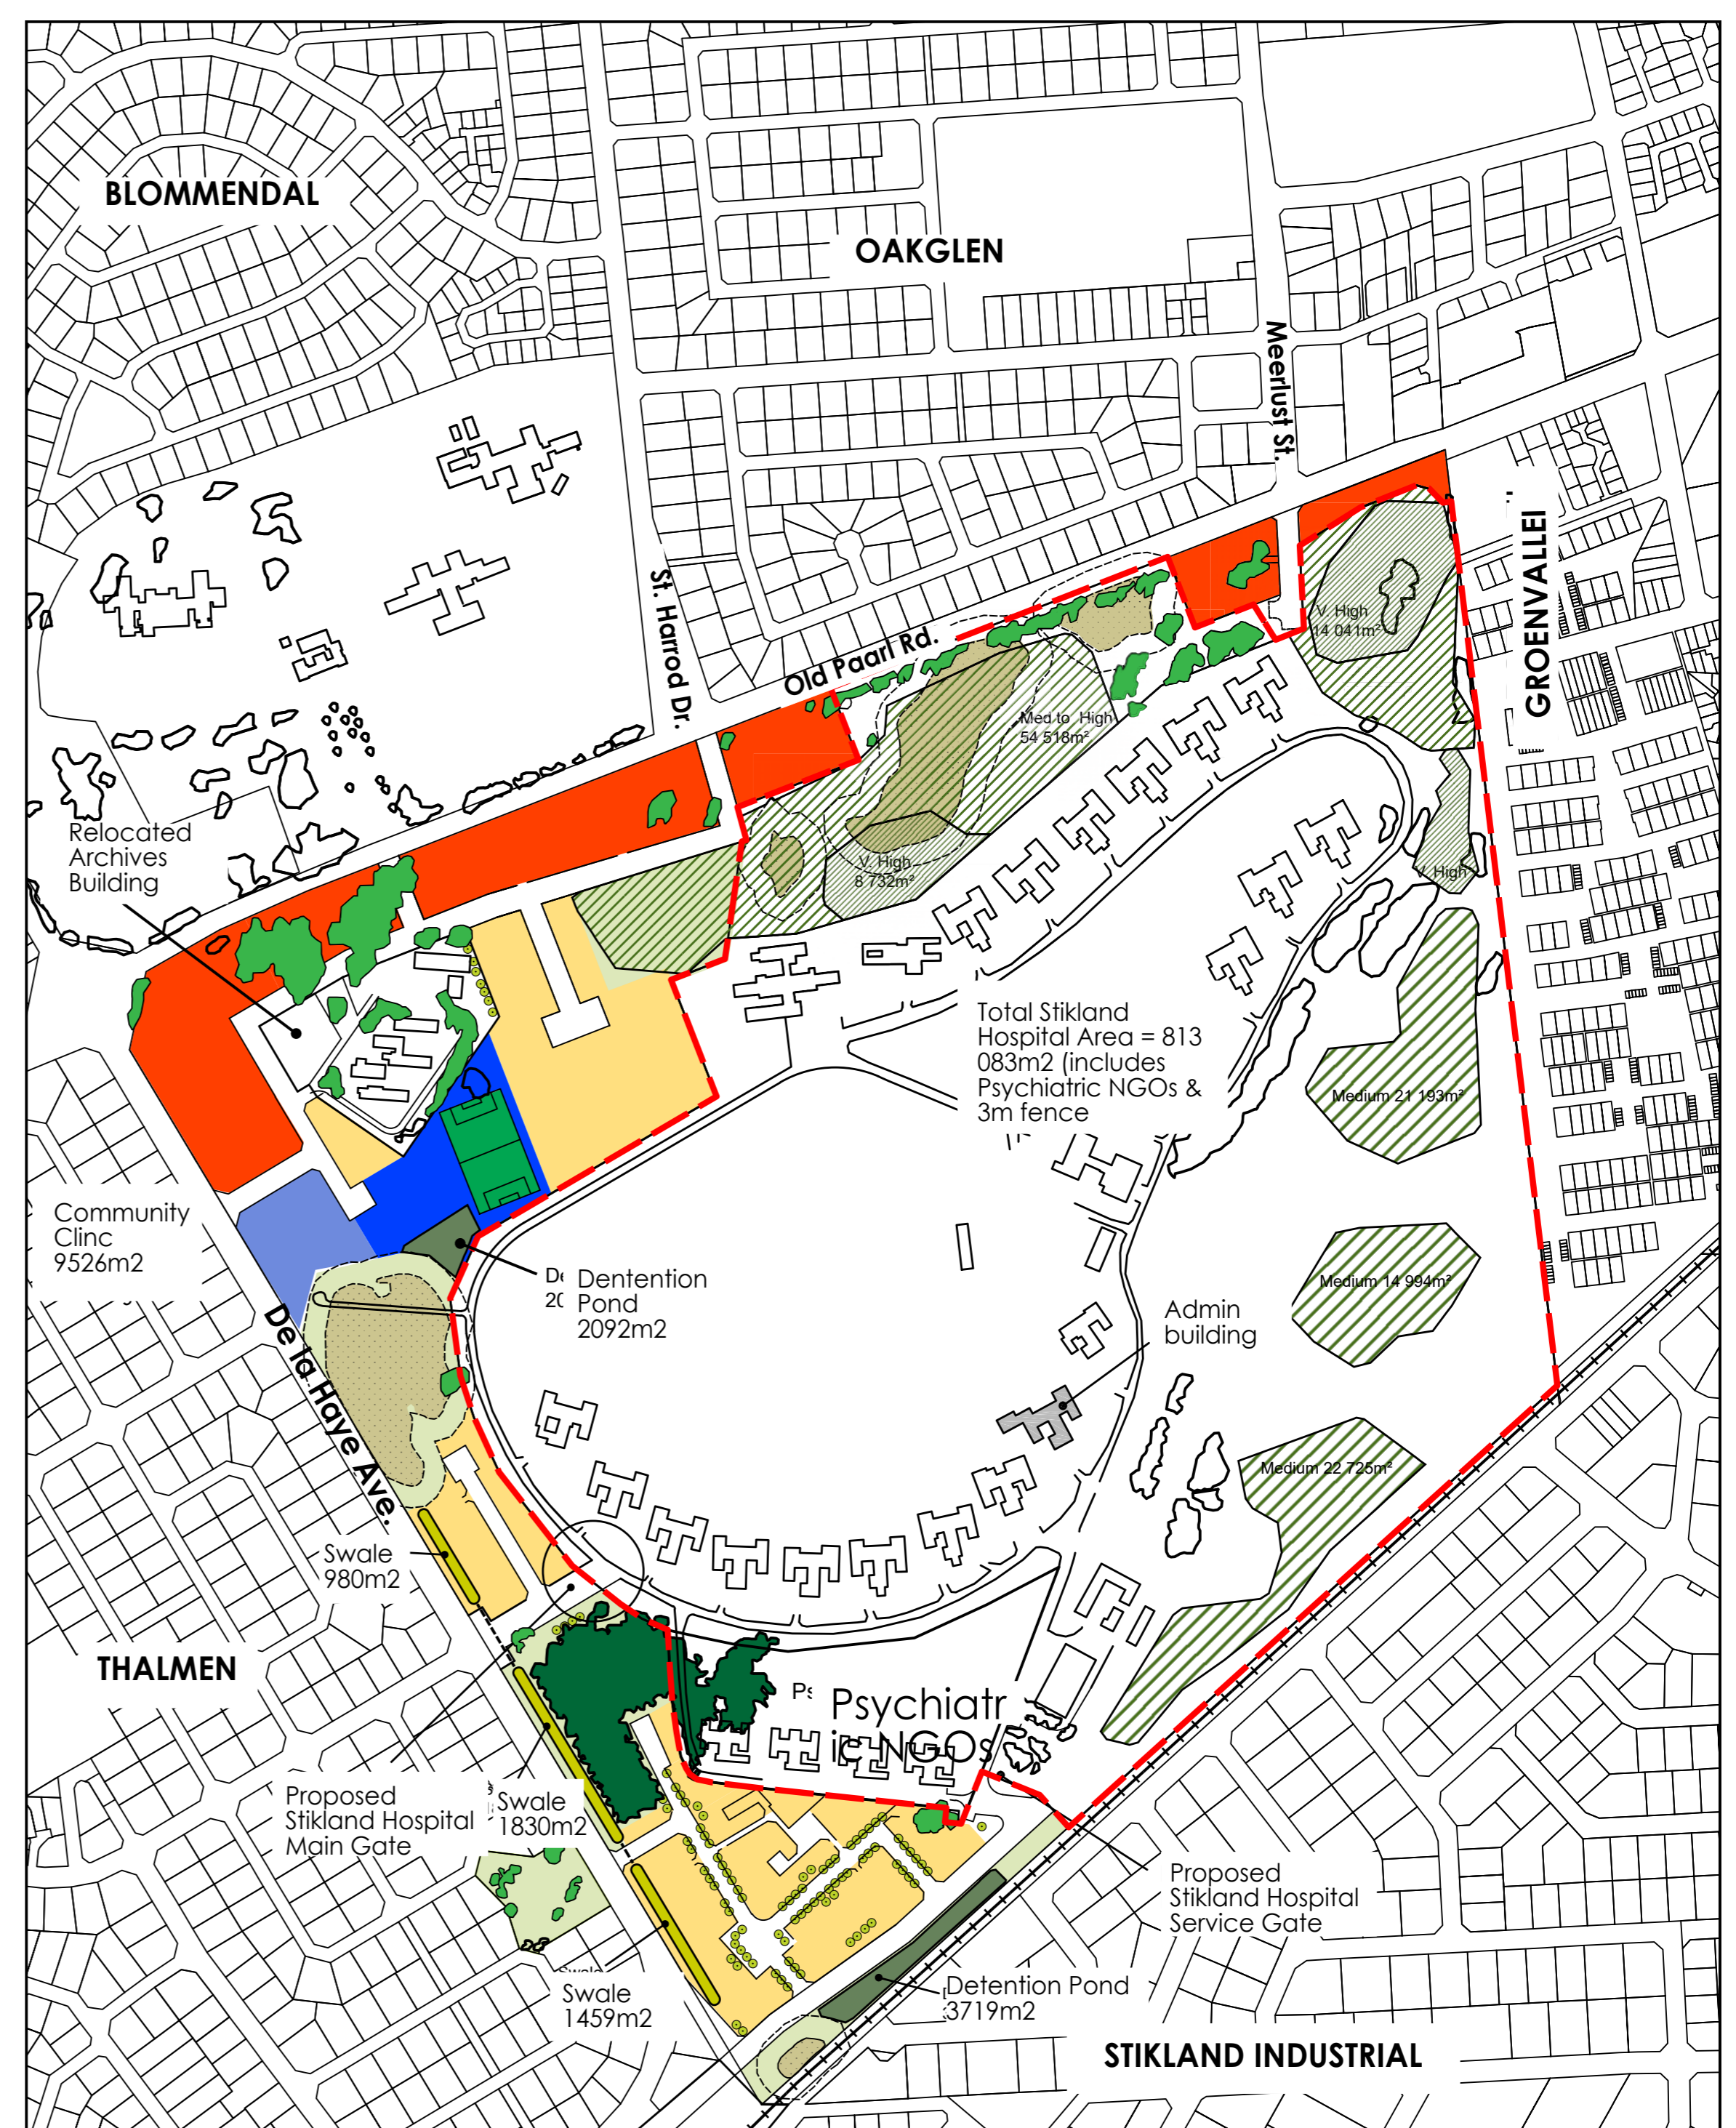 BLOMMENDAL
OAKGLEN
Meerlust St.
GROENVALLEI
St. Harrod Dr.
Old Paarl Rd.
V. High
14 041m²
Med to High
54 518m²
V. High
8 732m²
V. High
Relocated
Archives
Building
Total Stikland
Hospital Area = 813
083m2 (includes
Psychiatric NGOs &
3m fence
Medium 21 193m²
Community
Clinc
9526m2
Dentention
Pond
2092m2
Medium 14 994m²
Admin
building
De la Haye Ave.
Medium 22 725m²
Swale
980m2
THALMEN
Psychiatr
ic NGOs
Proposed
Stikland Hospital
Main Gate
Swale
1830m2
Proposed
Stikland Hospital
Service Gate
Swale
1459m2
Detention Pond
3719m2
STIKLAND INDUSTRIAL